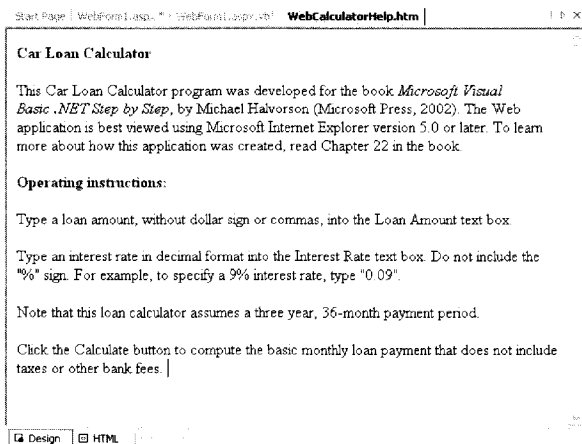 Start Page WebForm1.aspx* WebForm1.aspx.vb* WebCalculatorHelp.htm
Car Loan Calculator
This Car Loan Calculator program was developed for the book Microsoft Visual
Basic .NET Step by Step, by Michael Halvorson (Microsoft Press, 2002). The Web
application is best viewed using Microsoft Internet Explorer version 5.0 or later. To learn
more about how this application was created, read Chapter 22 in the book.
Operating instructions:
Type a loan amount, without dollar sign or commas, into the Loan Amount text box.
Type an interest rate in decimal format into the Interest Rate text box. Do not include the
"%" sign. For example, to specify a 9% interest rate, type "0.09".
Note that this loan calculator assumes a three year, 36-month payment period.
Click the Calculate button to compute the basic monthly loan payment that does not include
taxes or other bank fees.
Design HTML